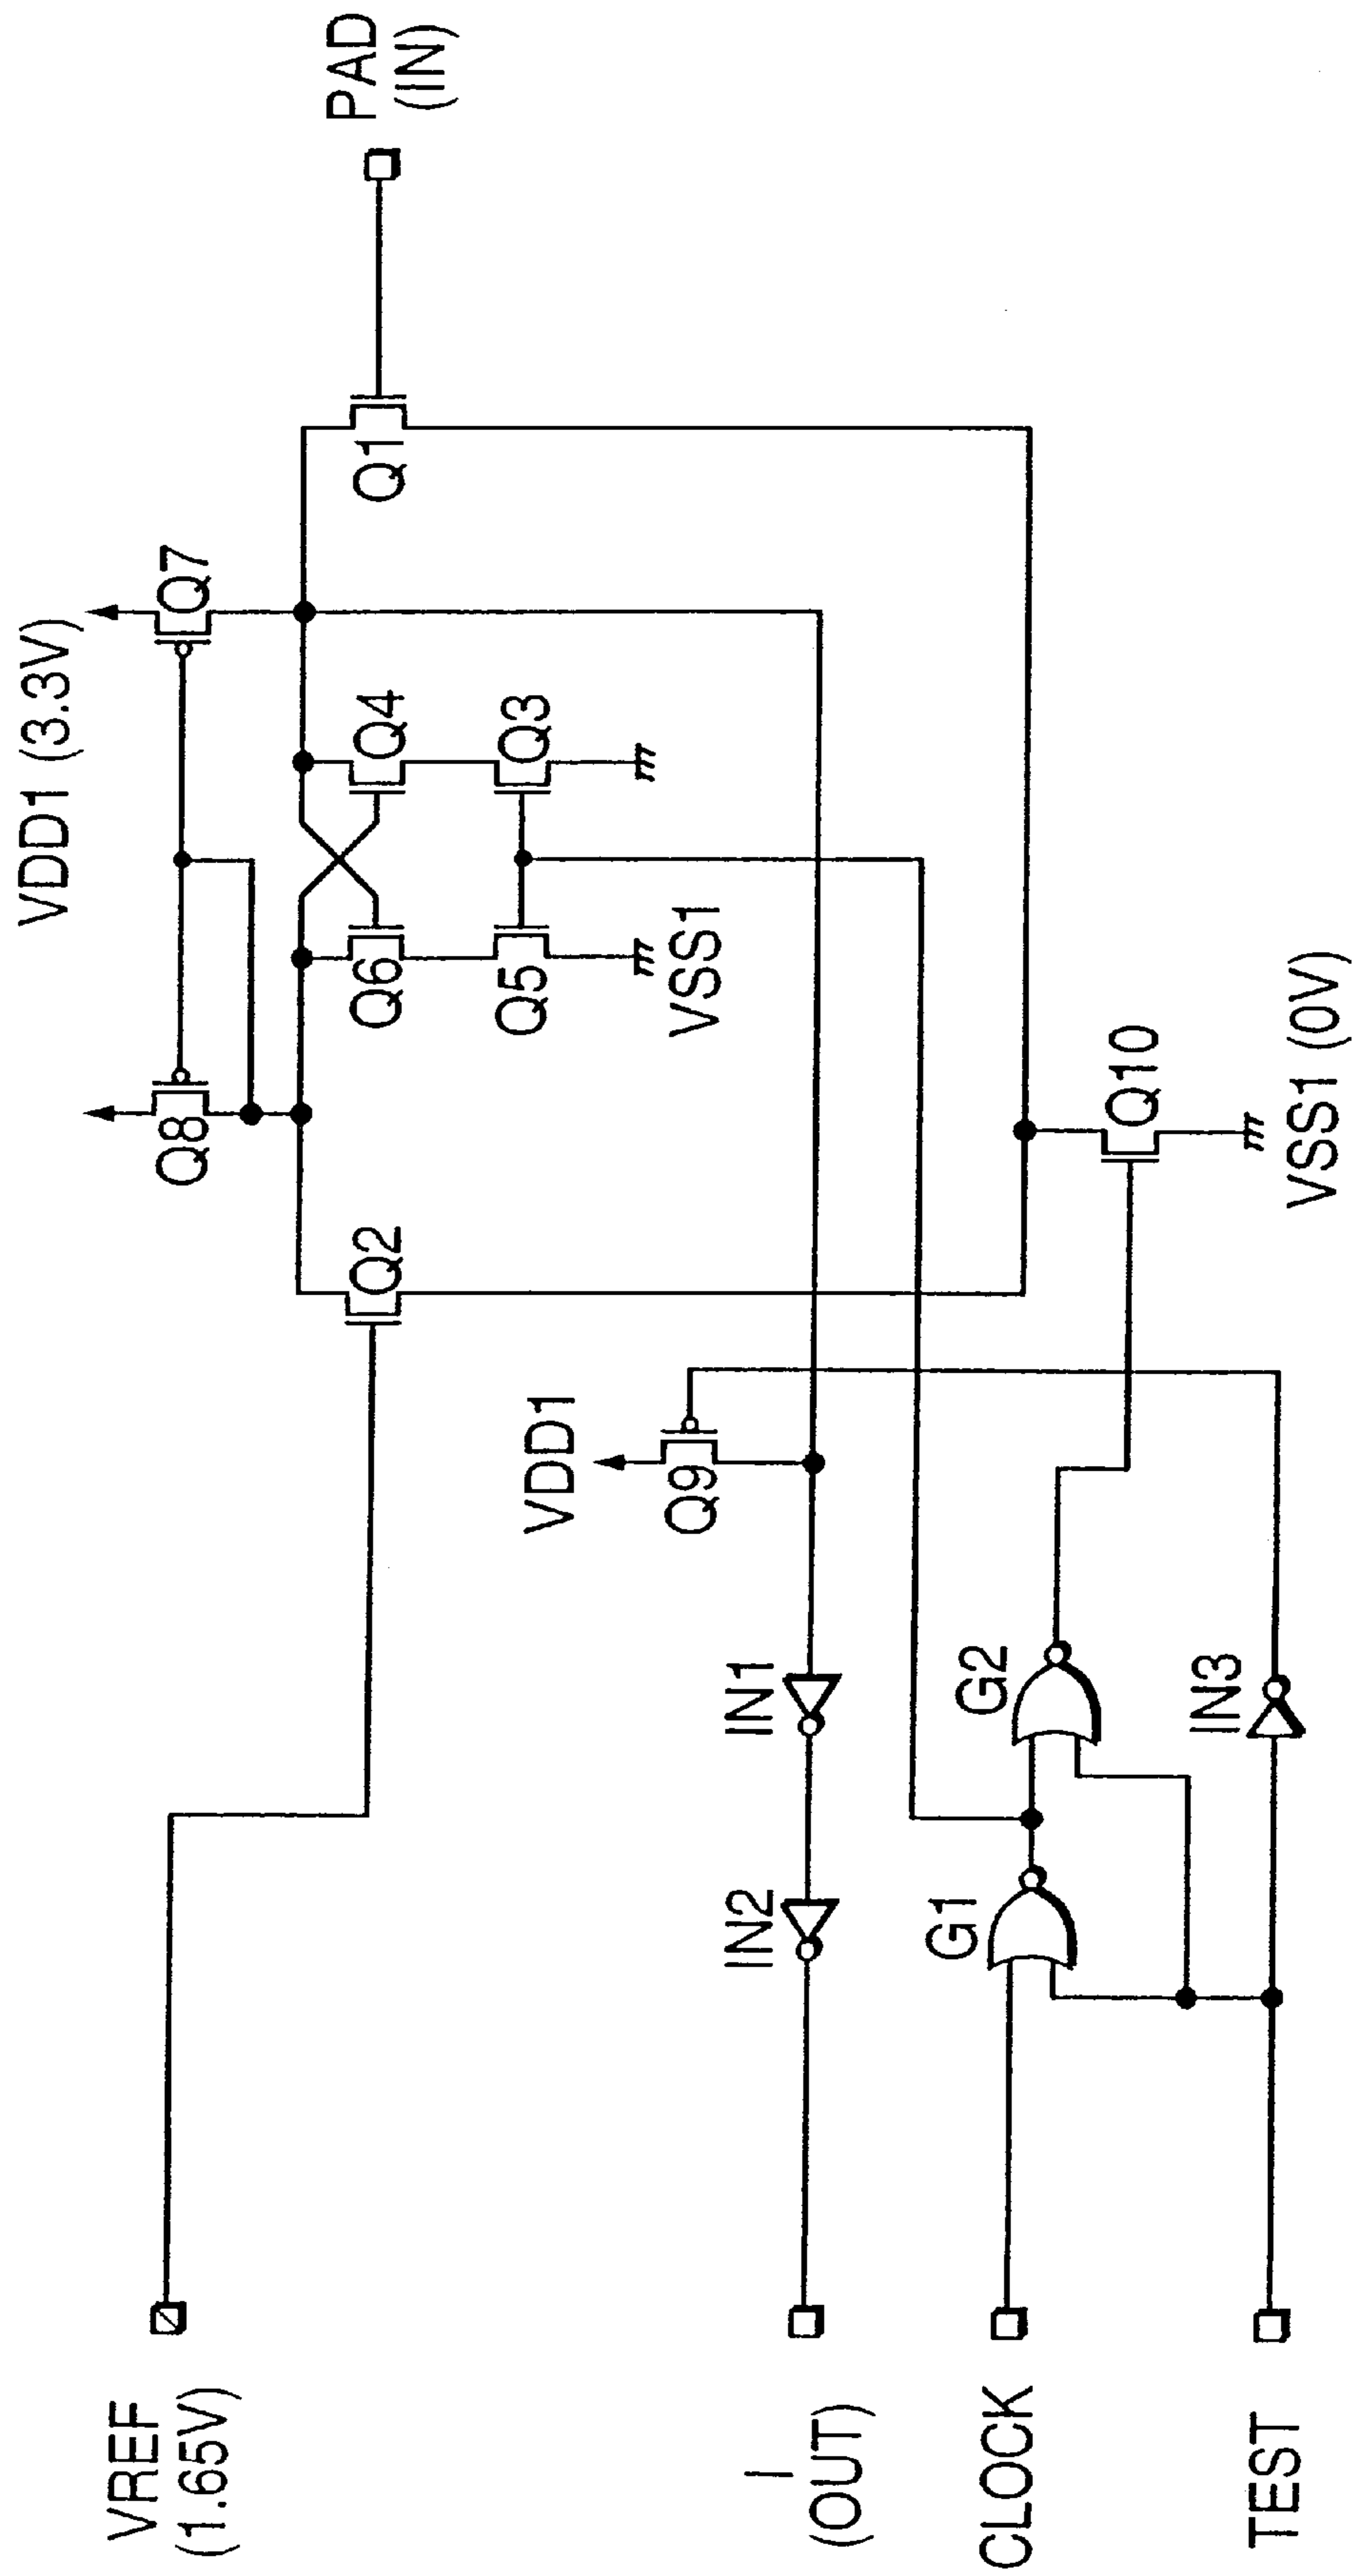 VREF
(1.65V)
I
(OUT)
CLOCK
TEST
VDD1 (3.3V)
Q8
Q7
Q2
Q6
Q4
Q1
PAD
(IN)
Q5
Q3
VSS1
VDD1
Q9
IN2
IN1
G1
G2
IN3
Q10
VSS1 (0V)